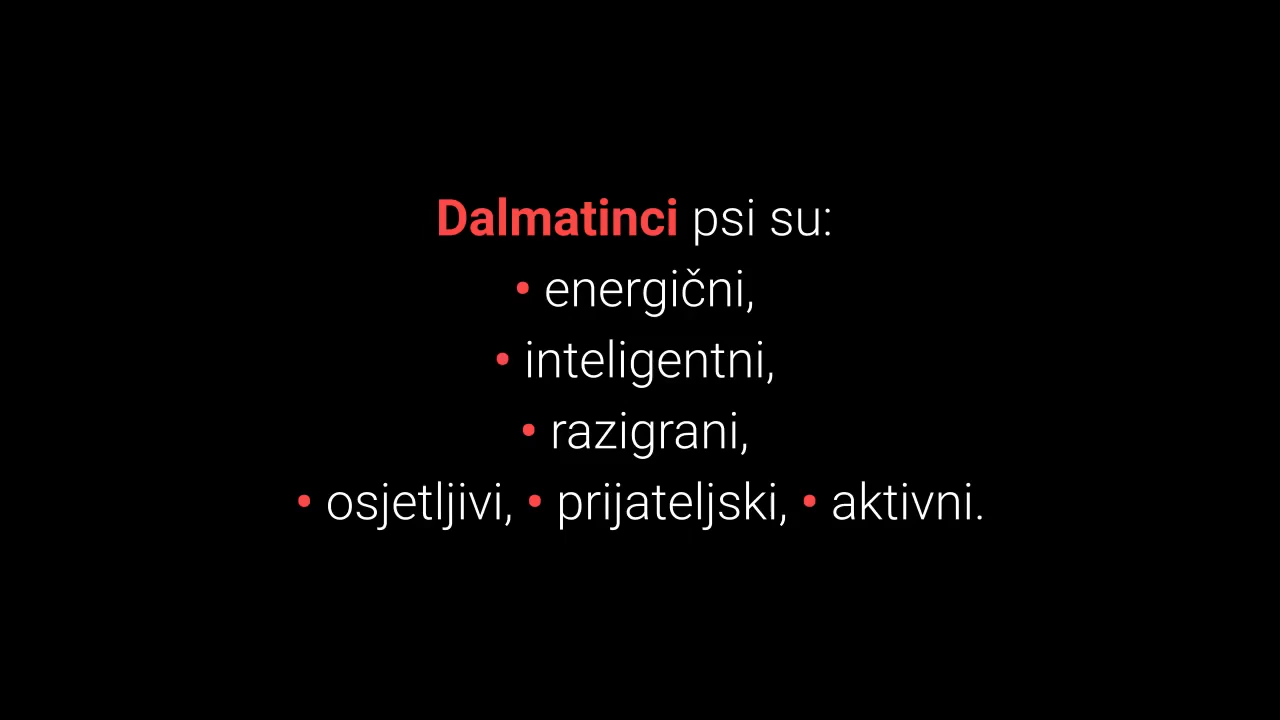 Dalmatinci psi su:
• energični,
• inteligentni,
• razigrani,
• osjetljivi, • prijateljski, • aktivni.